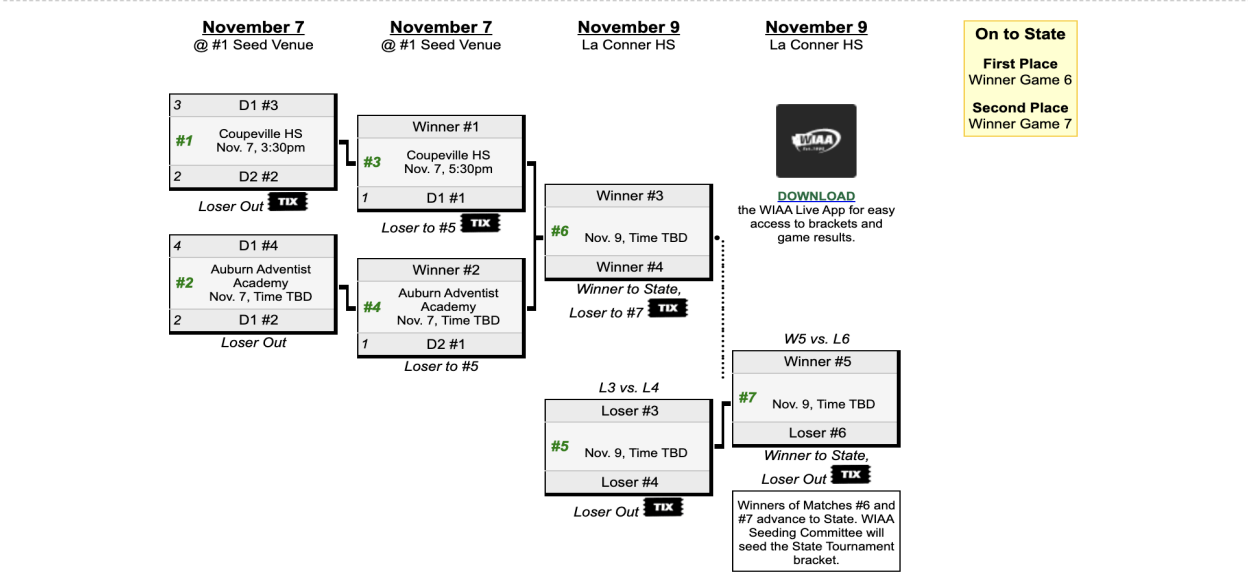 November 7
@ #1 Seed Venue
November 7
@ #1 Seed Venue
November 9
La Conner HS
November 9
La Conner HS
On to State
First Place
Winner Game 6
Second Place
Winner Game 7
3 D1 #3
#1 Coupeville HS
Nov. 7, 3:30pm
2 D2 #2
Loser Out TIX
4 D1 #4
#2 Auburn Adventist
Academy
Nov. 7, Time TBD
2 D1 #2
Loser Out
Winner #1
#3 Coupeville HS
Nov. 7, 5:30pm
1 D1 #1
Loser to #5 TIX
Winner #2
#4 Auburn Adventist
Academy
Nov. 7, Time TBD
1 D2 #1
Loser to #5
Winner #3
#6 Nov. 9, Time TBD
Winner #4
Winner to State,
Loser to #7 TIX
L3 vs. L4
Loser #3
#5 Nov. 9, Time TBD
Loser #4
Loser Out TIX
WIAA
DOWNLOAD
the WIAA Live App for easy
access to brackets and
game results.
W5 vs. L6
Winner #5
#7 Nov. 9, Time TBD
Loser #6
Winner to State,
Loser Out TIX
Winners of Matches #6 and
#7 advance to State. WIAA
Seeding Committee will
seed the State Tournament
bracket.